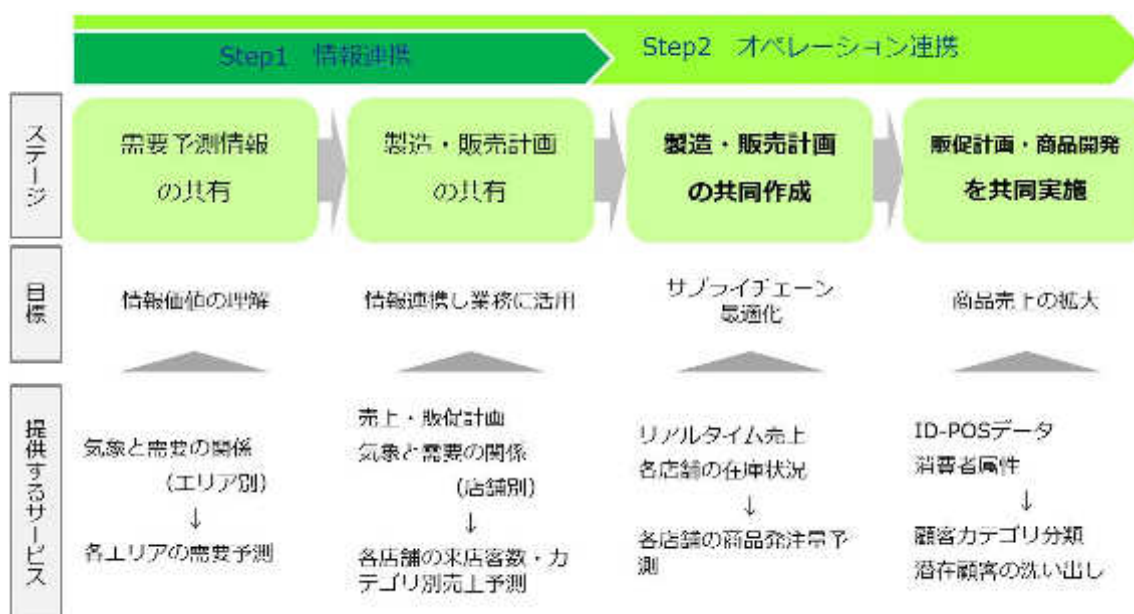 Step1 情報連携
Step2 オペレーション連携
ステージ
需要予測情報
の共有
製造・販売計画
の共有
製造・販売計画
の共同作成
販促計画・商品開発
を共同実施
目標
情報価値の理解
情報連携し業務に活用
サプライチェーン
最適化
商品売上の拡大
提供するサービス
気象と需要の関係
(エリア別)
↓
各エリアの需要予測
売上・販促計画
気象と需要の関係
(店舗別)
↓
各店舗の来店客数・カ
テゴリ別売上予測
リアルタイム売上
各店舗の在庫状況
↓
各店舗の商品発注量予
測
ID-POSデータ
消費者属性
↓
顧客カテゴリ分類
潜在顧客の洗い出し